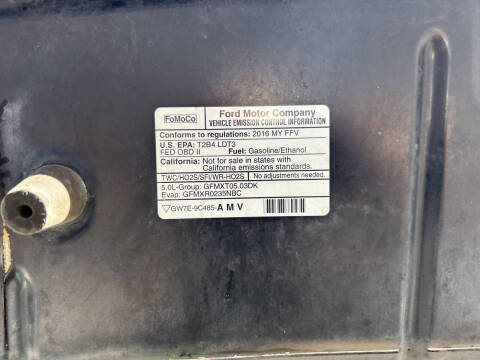 FoMoCo Ford Motor Company
VEHICLE EMISSION CONTROL INFORMATION
Conforms to regulations: 2016 MY FFV
U.S. EPA: T2B4 LDT3
FED OBD II Fuel: Gasoline/Ethanol
California: Not for sale in states with
California emissions standards.
TWC/HO2S/SFI/WR-HO2S No adjustments needed.
5.0L-Group: GFMXT05.03DK
Evap: GFMXR0235NBC
GW7E-9C485-A M V